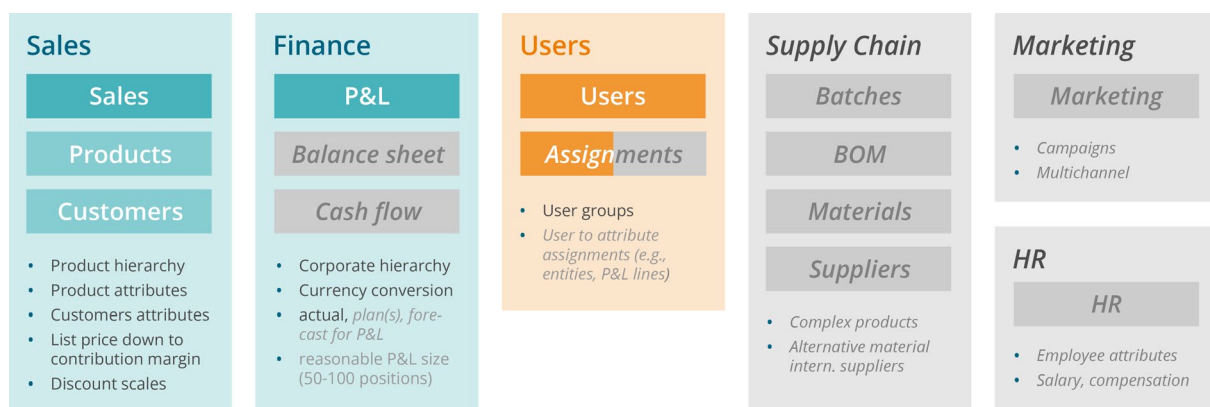 Sales
Sales
Products
Customers
• Product hierarchy
• Product attributes
• Customers attributes
• List price down to
contribution margin
• Discount scales
Finance
P&L
Balance sheet
Cash flow
• Corporate hierarchy
• Currency conversion
• actual, plan(s), fore-
cast for P&L
• reasonable P&L size
(50-100 positions)
Users
Users
Assignments
• User groups
• User to attribute
assignments (e.g.,
entities, P&L lines)
Supply Chain
Batches
BOM
Materials
Suppliers
• Complex products
• Alternative material
intern. suppliers
Marketing
Marketing
• Campaigns
• Multichannel
HR
HR
• Employee attributes
• Salary, compensation